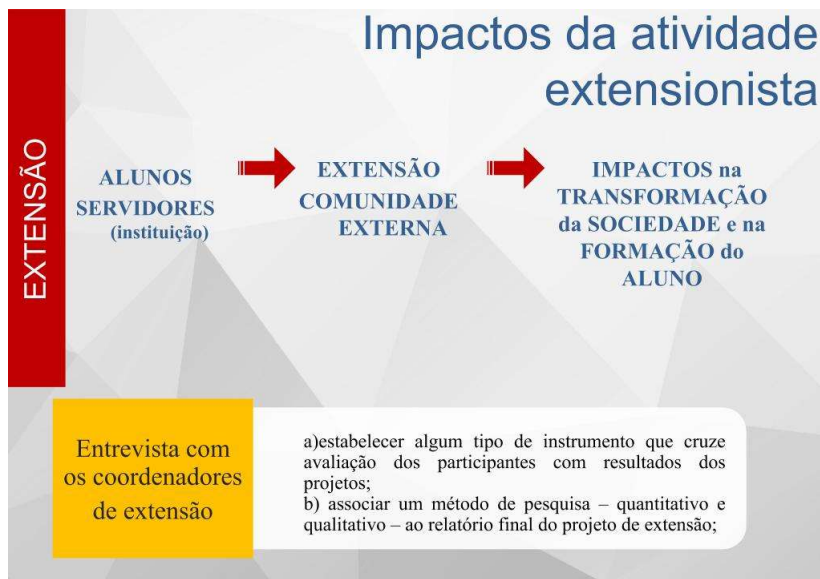 Impactos da atividade
extensionista
EXTENSÃO
ALUNOS
SERVIDORES
(instituição)
EXTENSÃO
COMUNIDADE
EXTERNA
IMPACTOS na
TRANSFORMAÇÃO
da SOCIEDADE e na
FORMAÇÃO do
ALUNO
Entrevista com
os coordenadores
de extensão
a)estabelecer algum tipo de instrumento que cruze
avaliação dos participantes com resultados dos
projetos;
b) associar um método de pesquisa – quantitativo e
qualitativo – ao relatório final do projeto de extensão;